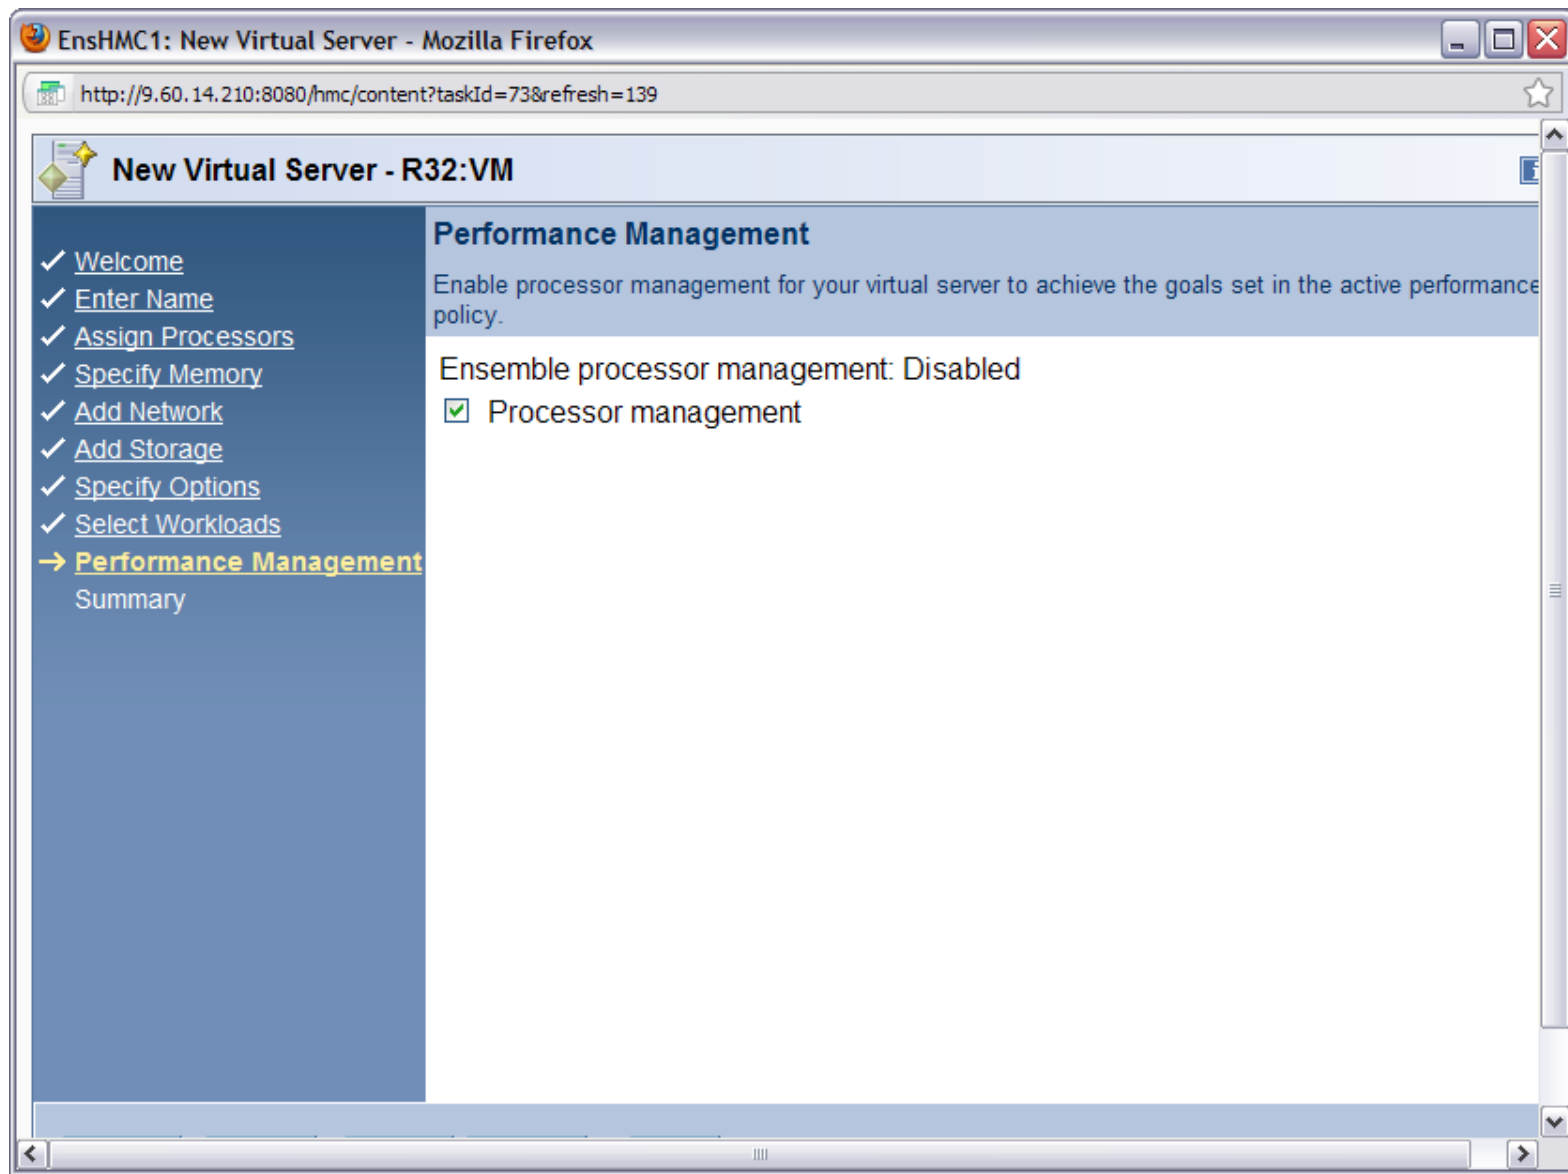 EnsHMC1: New Virtual Server - Mozilla Firefox
http://9.60.14.210:8080/hmc/content?taskId=73&refresh=139
New Virtual Server - R32:VM
Welcome
Enter Name
Assign Processors
Specify Memory
Add Network
Add Storage
Specify Options
Select Workloads
Performance Management
Summary
Performance Management
Enable processor management for your virtual server to achieve the goals set in the active performance
policy.
Ensemble processor management: Disabled
Processor management